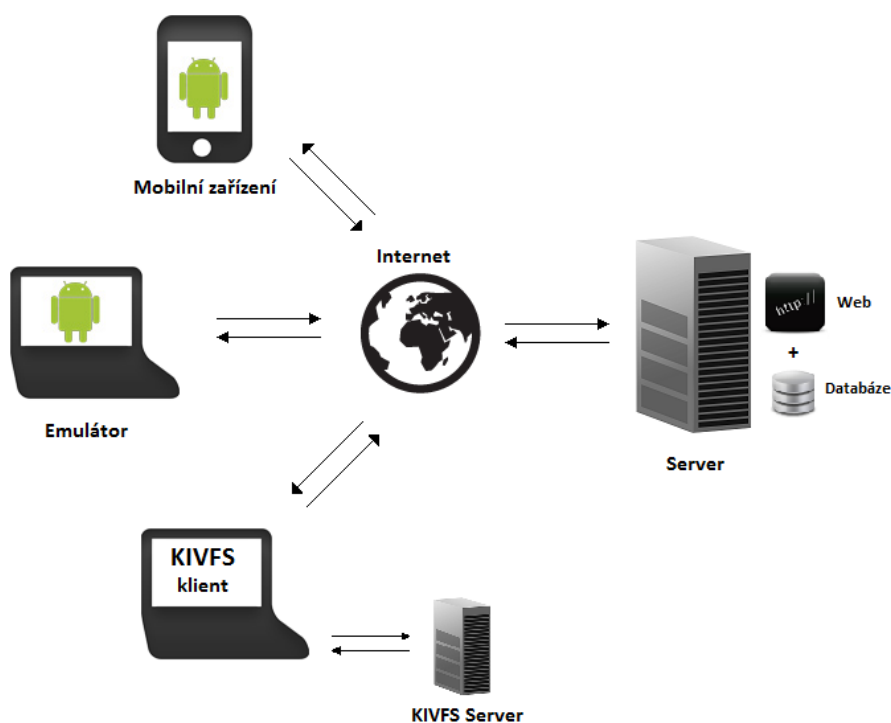 Mobilní zařízení
Internet
http://
Web
+
Databáze
Emulátor
Server
KIVFS
klient
KIVFS Server